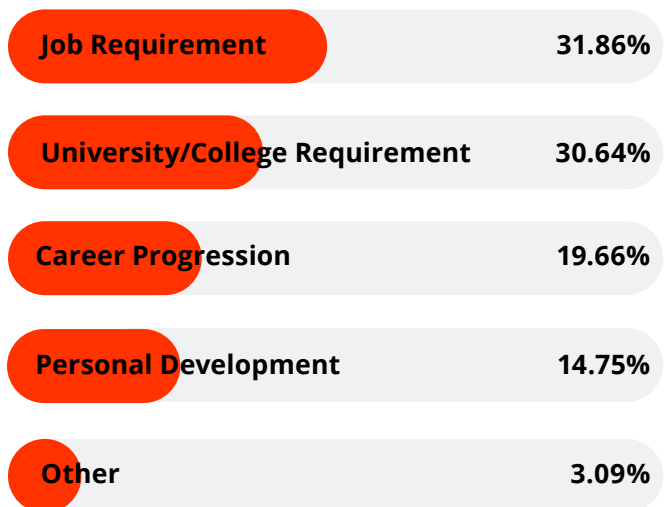 Job Requirement 31.86%
University/College Requirement 30.64%
Career Progression 19.66%
Personal Development 14.75%
Other 3.09%